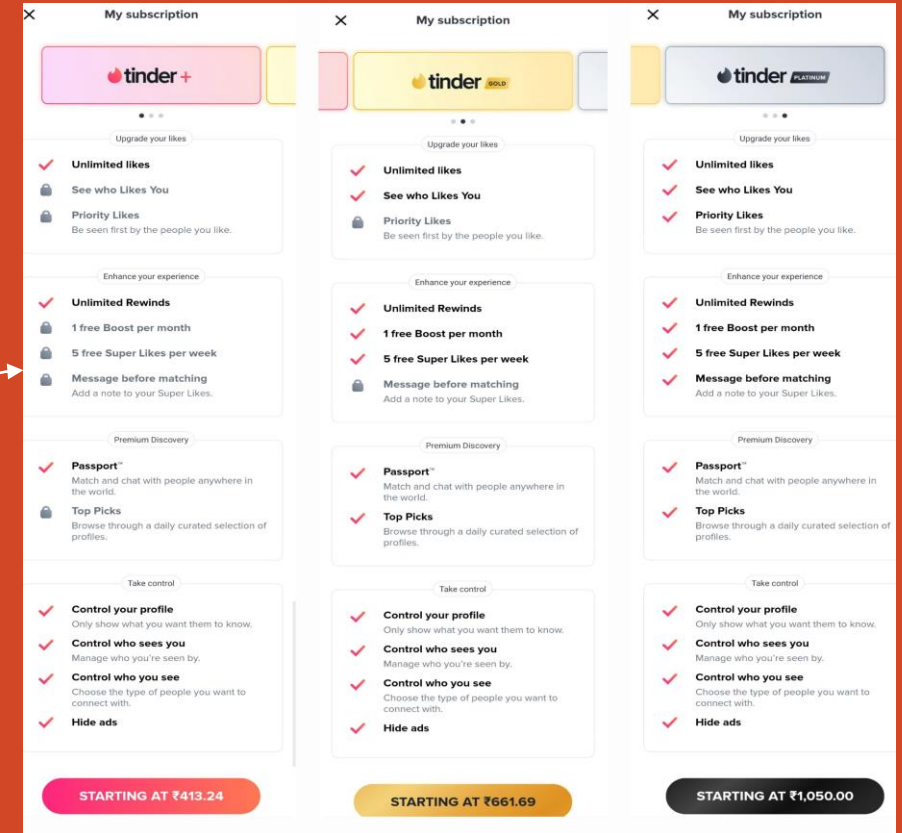 My subscription
tinder +
Upgrade your likes
Unlimited likes
See who Likes You
Priority Likes
Be seen first by the people you like.
Enhance your experience
Unlimited Rewinds
1 free Boost per month
5 free Super Likes per week
Message before matching
Add a note to your Super Likes.
Premium Discovery
Passport™
Match and chat with people anywhere in
the world.
Top Picks
Browse through a daily curated selection of
profiles.
Take control
Control your profile
Only show what you want them to know.
Control who sees you
Manage who you're seen by.
Control who you see
Choose the type of people you want to
connect with.
Hide ads
STARTING AT ₹413.24
My subscription
tinder GOLD
Upgrade your likes
Unlimited likes
See who Likes You
Priority Likes
Be seen first by the people you like.
Enhance your experience
Unlimited Rewinds
1 free Boost per month
5 free Super Likes per week
Message before matching
Add a note to your Super Likes.
Premium Discovery
Passport™
Match and chat with people anywhere in
the world.
Top Picks
Browse through a daily curated selection of
profiles.
Take control
Control your profile
Only show what you want them to know.
Control who sees you
Manage who you're seen by.
Control who you see
Choose the type of people you want to
connect with.
Hide ads
STARTING AT ₹661.69
My subscription
tinder PLATINUM
Upgrade your likes
Unlimited likes
See who Likes You
Priority Likes
Be seen first by the people you like.
Enhance your experience
Unlimited Rewinds
1 free Boost per month
5 free Super Likes per week
Message before matching
Add a note to your Super Likes.
Premium Discovery
Passport™
Match and chat with people anywhere in
the world.
Top Picks
Browse through a daily curated selection of
profiles.
Take control
Control your profile
Only show what you want them to know.
Control who sees you
Manage who you're seen by.
Control who you see
Choose the type of people you want to
connect with.
Hide ads
STARTING AT ₹1,050.00